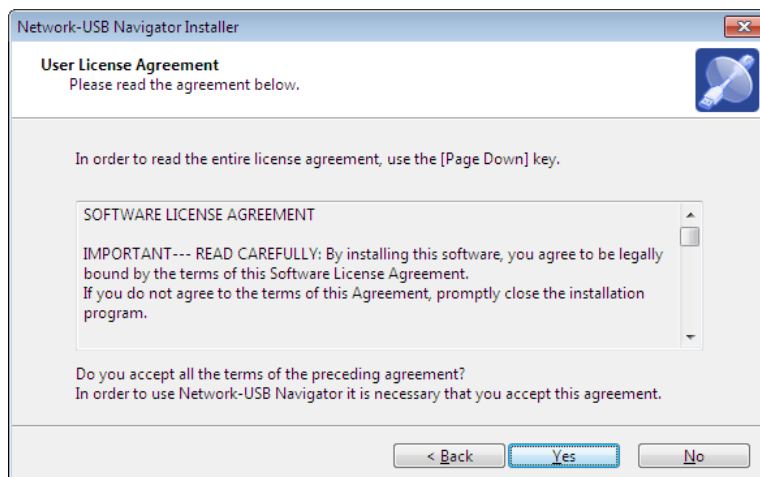 Network-USB Navigator Installer
User License Agreement
Please read the agreement below.
In order to read the entire license agreement, use the [Page Down] key.
SOFTWARE LICENSE AGREEMENT
IMPORTANT--- READ CAREFULLY: By installing this software, you agree to be legally
bound by the terms of this Software License Agreement.
If you do not agree to the terms of this Agreement, promptly close the installation
program.
Do you accept all the terms of the preceding agreement?
In order to use Network-USB Navigator it is necessary that you accept this agreement.
< Back Yes No